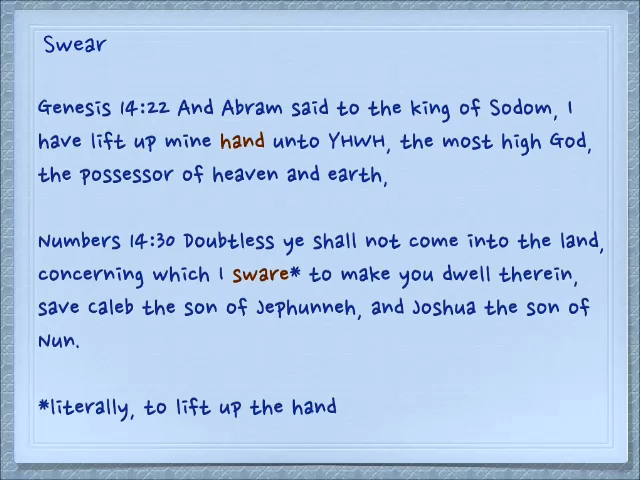 Swear
Genesis 14:22 And Abram said to the king of Sodom, I
have lift up mine hand unto YHWH, the most high God,
the possessor of heaven and earth,
Numbers 14:30 Doubtless ye shall not come into the land,
concerning which I sware* to make you dwell therein,
save Caleb the son of Jephunneh, and Joshua the son of
Nun.
*literally, to lift up the hand